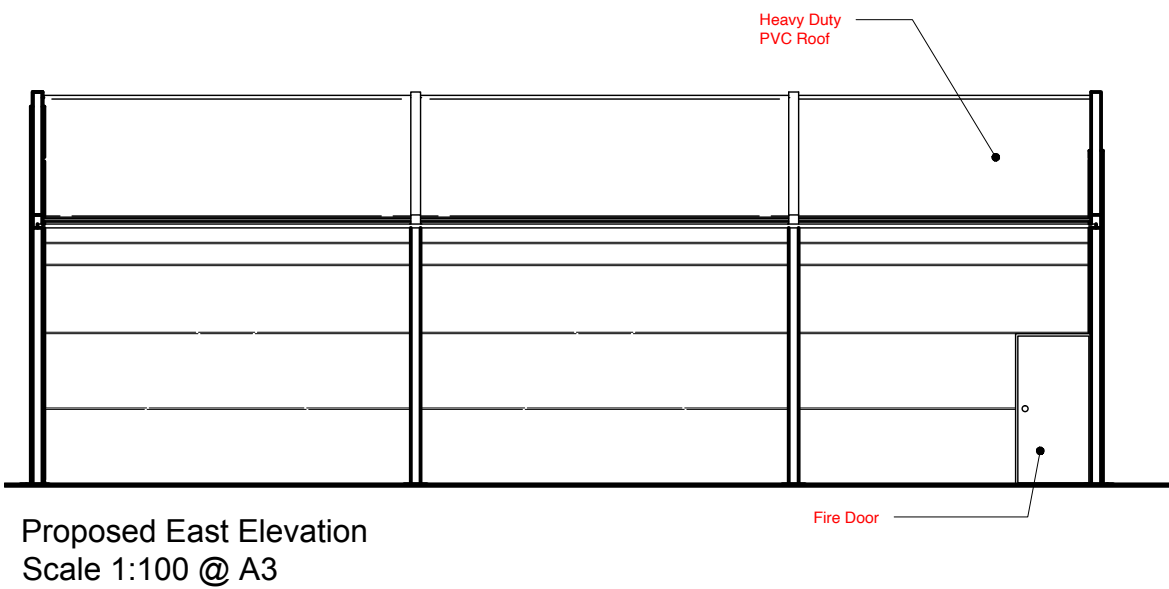 Heavy Duty
PVC Roof
Fire Door
Proposed East Elevation
Scale 1:100 @ A3